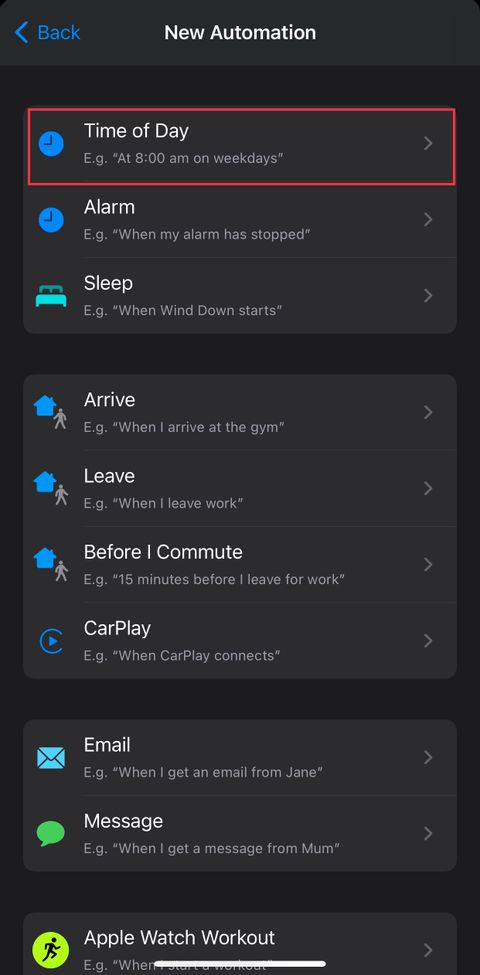 Back
New Automation
Time of Day
E.g. “At 8:00 am on weekdays”
Alarm
E.g. “When my alarm has stopped”
Sleep
E.g. “When Wind Down starts”
Arrive
E.g. “When I arrive at the gym”
Leave
E.g. “When I leave work”
Before I Commute
E.g. “15 minutes before I leave for work”
CarPlay
E.g. “When CarPlay connects”
Email
E.g. “When I get an email from Jane”
Message
E.g. “When I get a message from Mum”
Apple Watch Workout
E.g. “When I start a workout”